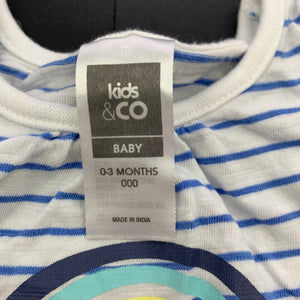 kids
&CO
BABY
0-3 MONTHS
000
MADE IN INDIA